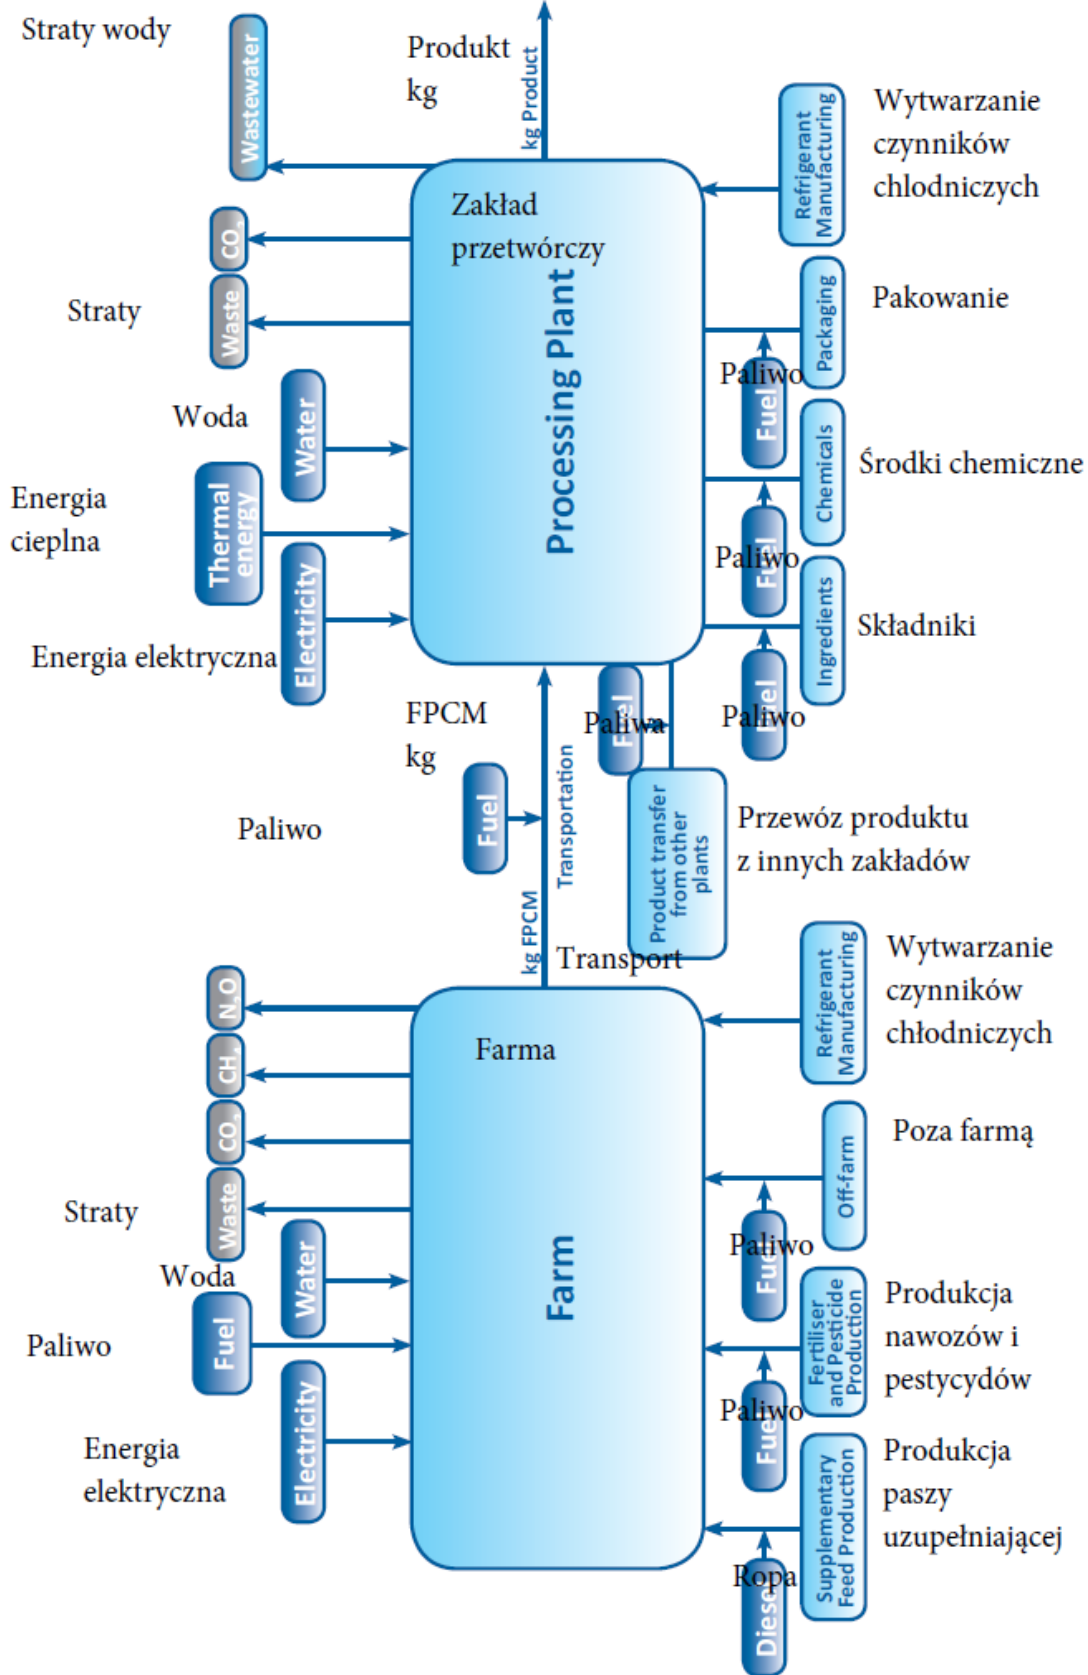 Straty wody
Wastewater
Produkt
kg
kg Product
Wytwarzanie
czynników
chlodniczych
Refrigerant
Manufacturing
Zakład
przetwórczy
Processing Plant
CO₂
Straty
Waste
Pakowanie
Packaging
Paliwo
Fuel
Woda
Water
Środki chemiczne
Chemicals
Paliwo
Fuel
Energia
cieplna
Thermal
energy
Energia elektryczna
Electricity
Składniki
Ingredients
Paliwo
Fuel
FPCM
kg
Paliwa
Fuel
Paliwo
Fuel
Transportation
Product transfer
from other
plants
Przewóz produktu
z innych zakładów
kg FPCM
Transport
Wytwarzanie
czynników
chłodniczych
Refrigerant
Manufacturing
Farma
Farm
N₂O
CH₄
CO₂
Straty
Waste
Poza farmą
Off-farm
Paliwo
Fuel
Woda
Water
Paliwo
Fuel
Produkcja
nawozów i
pestycydów
Fertiliser
and Pesticide
Production
Paliwo
Fuel
Energia
elektryczna
Electricity
Produkcja
paszy
uzupełniającej
Supplementary
Feed Production
Ropa
Diesel